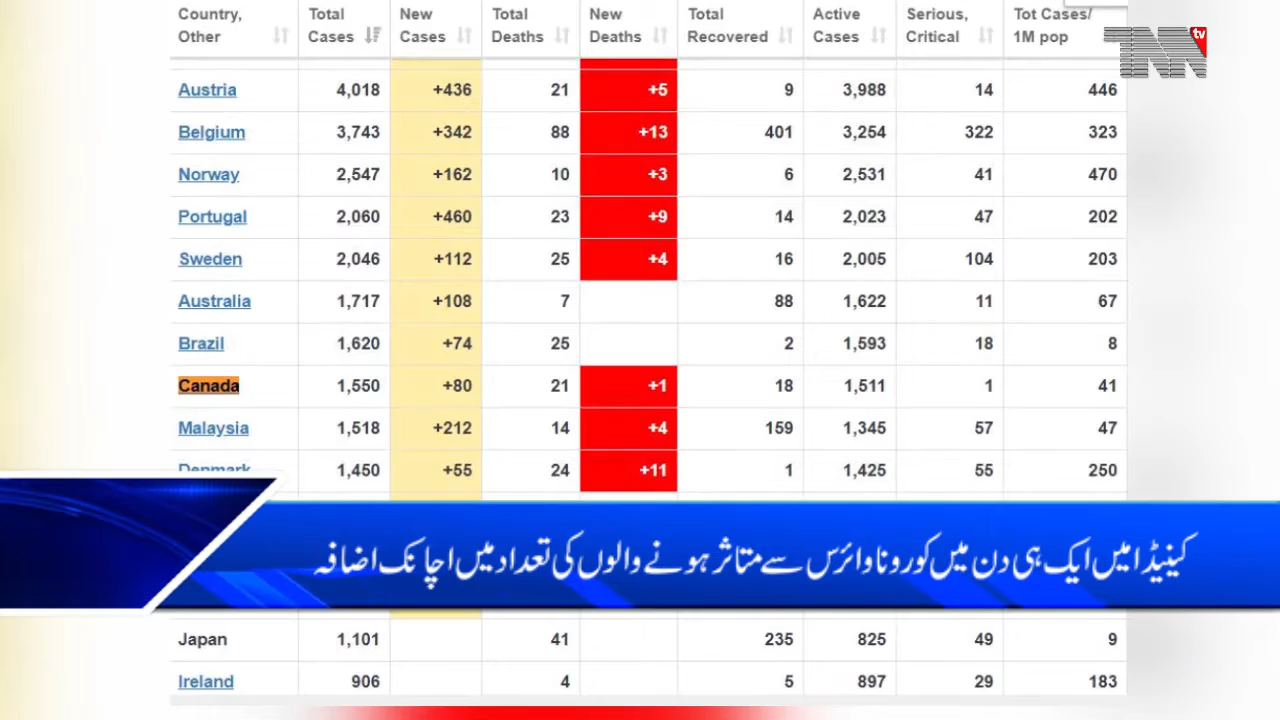 Country, Other Total Cases New Cases Total Deaths New Deaths Total Recovered Active Cases Serious, Critical Tot Cases/ 1M pop
TNN tv
Austria 4,018 +436 21 +5 9 3,988 14 446
Belgium 3,743 +342 88 +13 401 3,254 322 323
Norway 2,547 +162 10 +3 6 2,531 41 470
Portugal 2,060 +460 23 +9 14 2,023 47 202
Sweden 2,046 +112 25 +4 16 2,005 104 203
Australia 1,717 +108 7 88 1,622 11 67
Brazil 1,620 +74 25 2 1,593 18 8
Canada 1,550 +80 21 +1 18 1,511 1 41
Malaysia 1,518 +212 14 +4 159 1,345 57 47
Denmark 1,450 +55 24 +11 1 1,425 55 250
کینیڈا میں ایک ہی دن میں کورونا وائرس سے متاثر ہونے والوں کی تعداد میں اچانک اضافہ
Japan 1,101 41 235 825 49 9
Ireland 906 4 5 897 29 183